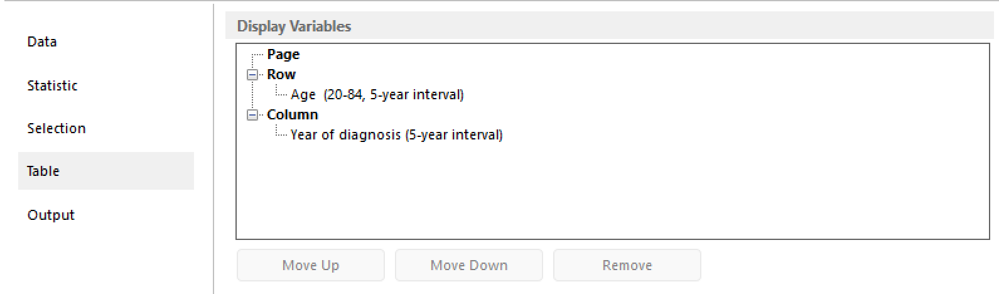 Data
Statistic
Selection
Table
Output
Display Variables
Page
Row
Age (20-84, 5-year interval)
Column
Year of diagnosis (5-year interval)
Move Up
Move Down
Remove